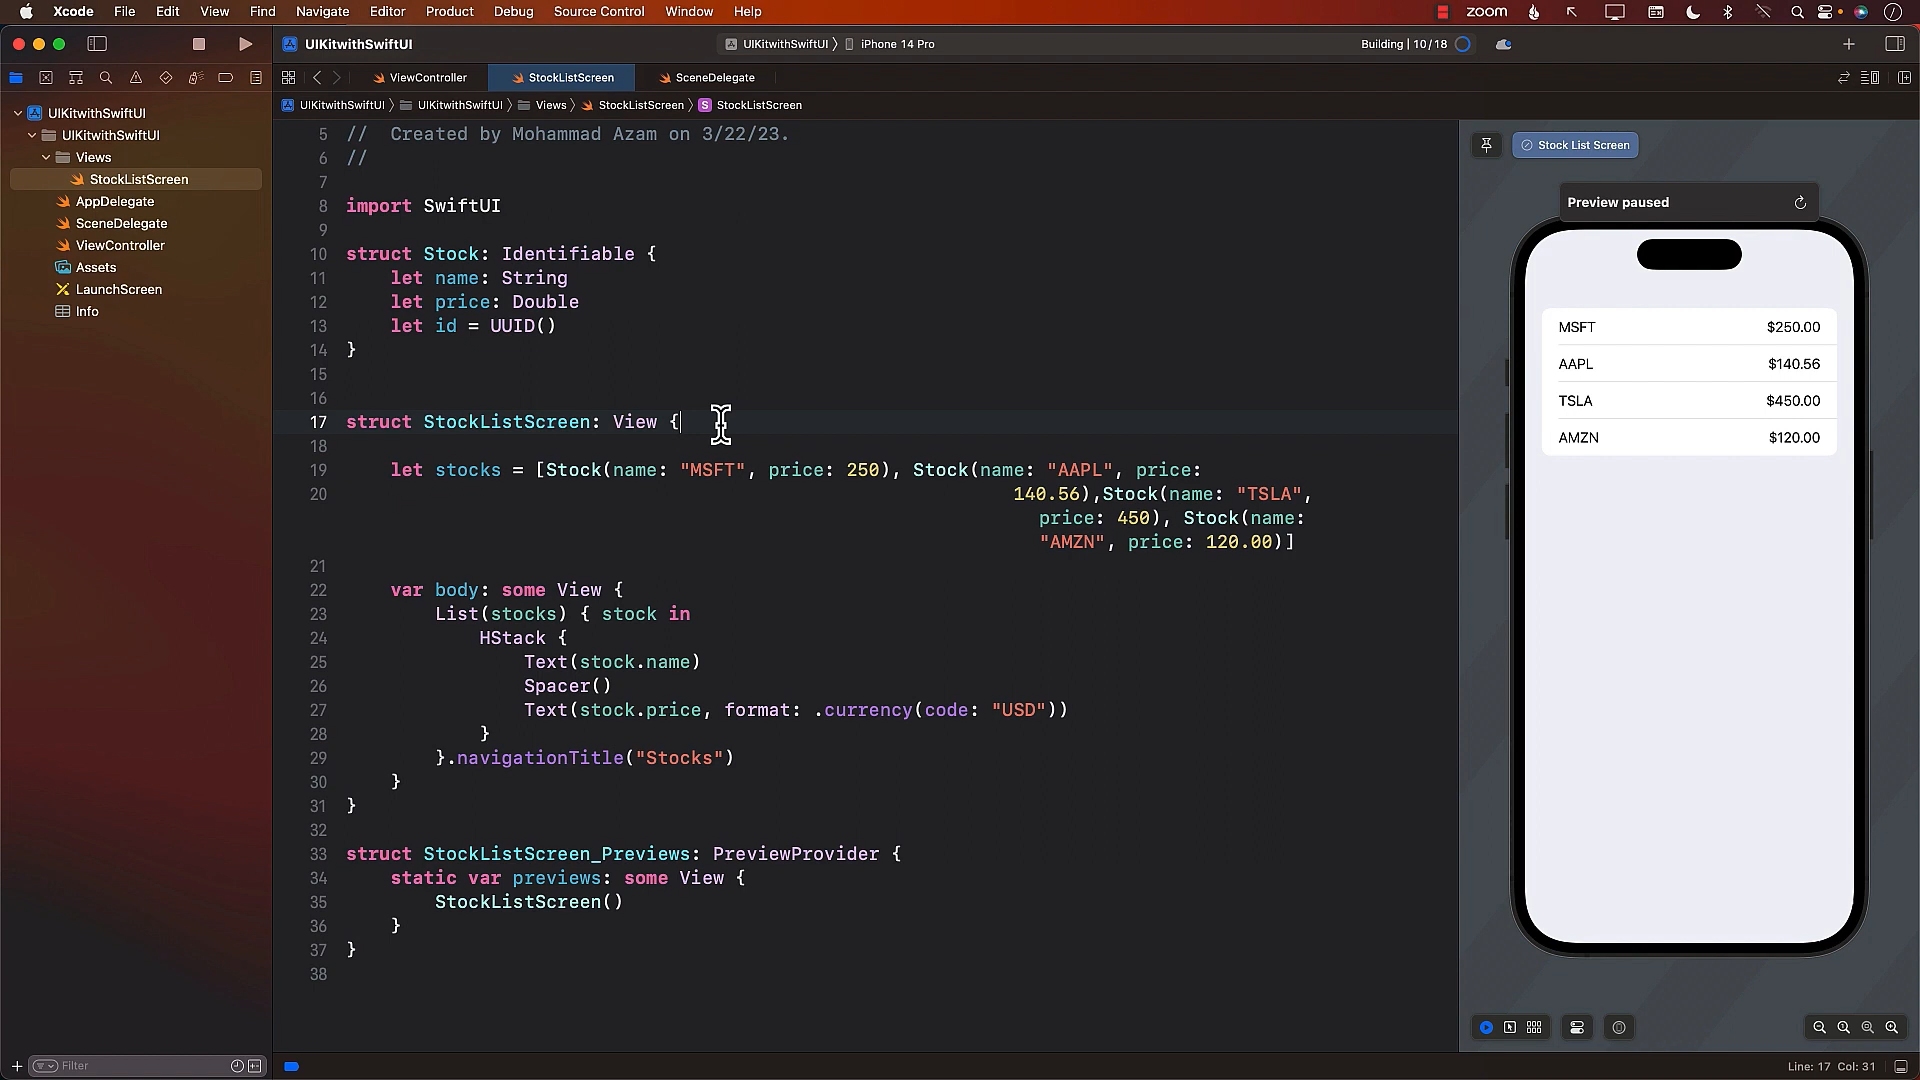 Xcode File Edit View Find Navigate Editor Product Debug Source Control Window Help zoom
UIKitwithSwiftUI
UIKitwithSwiftUI iPhone 14 Pro
Building | 10/18
ViewController
StockListScreen
SceneDelegate
UIKitwithSwiftUI UIKitwithSwiftUI Views StockListScreen S StockListScreen
UIKitwithSwiftUI
UIKitwithSwiftUI
Views
StockListScreen
AppDelegate
SceneDelegate
ViewController
Assets
LaunchScreen
Info
Filter
5 // Created by Mohammad Azam on 3/22/23.
6 //
7
8 import SwiftUI
9
10 struct Stock: Identifiable {
11 let name: String
12 let price: Double
13 let id = UUID()
14 }
15
16
17 struct StockListScreen: View {
18
19 let stocks = [Stock(name: "MSFT", price: 250), Stock(name: "AAPL", price:
20 140.56),Stock(name: "TSLA",
price: 450), Stock(name:
"AMZN", price: 120.00)]
21
22 var body: some View {
23 List(stocks) { stock in
24 HStack {
25 Text(stock.name)
26 Spacer()
27 Text(stock.price, format: .currency(code: "USD"))
28 }
29 }.navigationTitle("Stocks")
30 }
31 }
32
33 struct StockListScreen_Previews: PreviewProvider {
34 static var previews: some View {
35 StockListScreen()
36 }
37 }
38
Stock List Screen
Preview paused
MSFT $250.00
AAPL $140.56
TSLA $450.00
AMZN $120.00
Line: 17 Col: 31